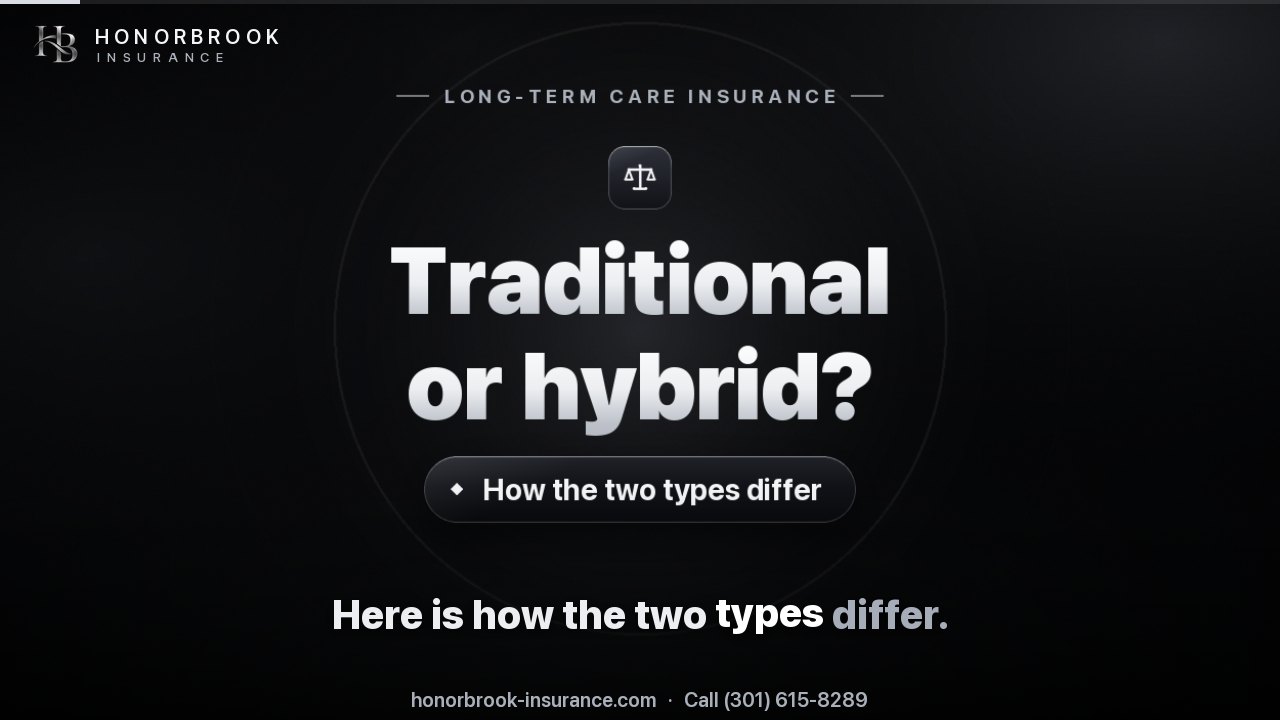 HONORBROOK
INSURANCE
LONG-TERM CARE INSURANCE
Traditional
or hybrid?
How the two types differ
Here is how the two types differ.
honorbrook-insurance.com · Call (301) 615-8289